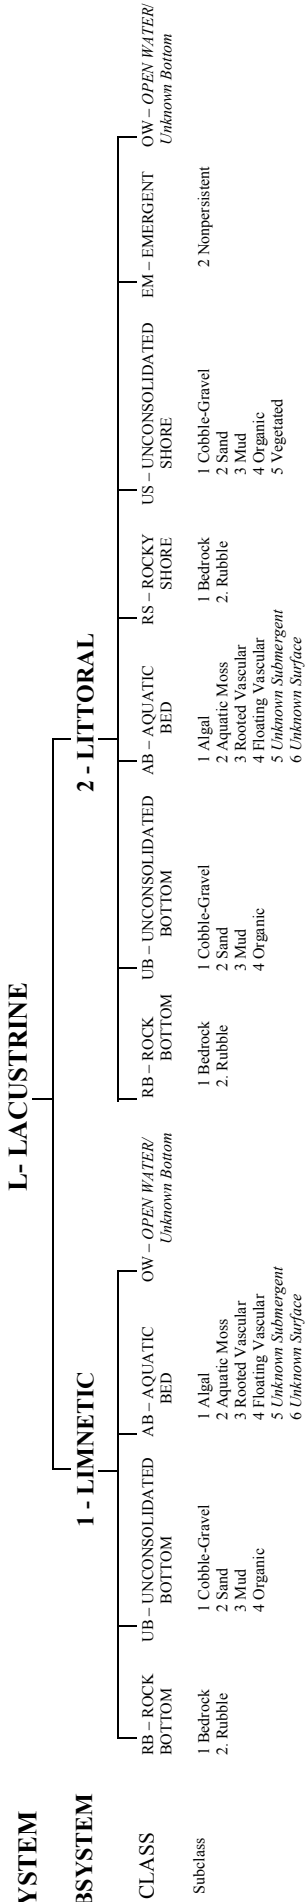 L- LACUSTRINE
YSTEM
BSYSTEM
1 - LIMNETIC
2 - LITTORAL
CLASS
RB – ROCK
BOTTOM
UB – UNCONSOLIDATED
BOTTOM
AB – AQUATIC
BED
OW – OPEN WATER/
Unknown Bottom
RB – ROCK
BOTTOM
UB – UNCONSOLIDATED
BOTTOM
AB – AQUATIC
BED
RS – ROCKY
SHORE
US – UNCONSOLIDATED
SHORE
EM – EMERGENT
OW – OPEN WATER/
Unknown Bottom
Subclass
1 Bedrock
2. Rubble
1 Cobble-Gravel
2 Sand
3 Mud
4 Organic
1 Algal
2 Aquatic Moss
3 Rooted Vascular
4 Floating Vascular
5 Unknown Submergent
6 Unknown Surface
1 Bedrock
2. Rubble
1 Cobble-Gravel
2 Sand
3 Mud
4 Organic
1 Algal
2 Aquatic Moss
3 Rooted Vascular
4 Floating Vascular
5 Unknown Submergent
6 Unknown Surface
1 Bedrock
2. Rubble
1 Cobble-Gravel
2 Sand
3 Mud
4 Organic
5 Vegetated
2 Nonpersistent